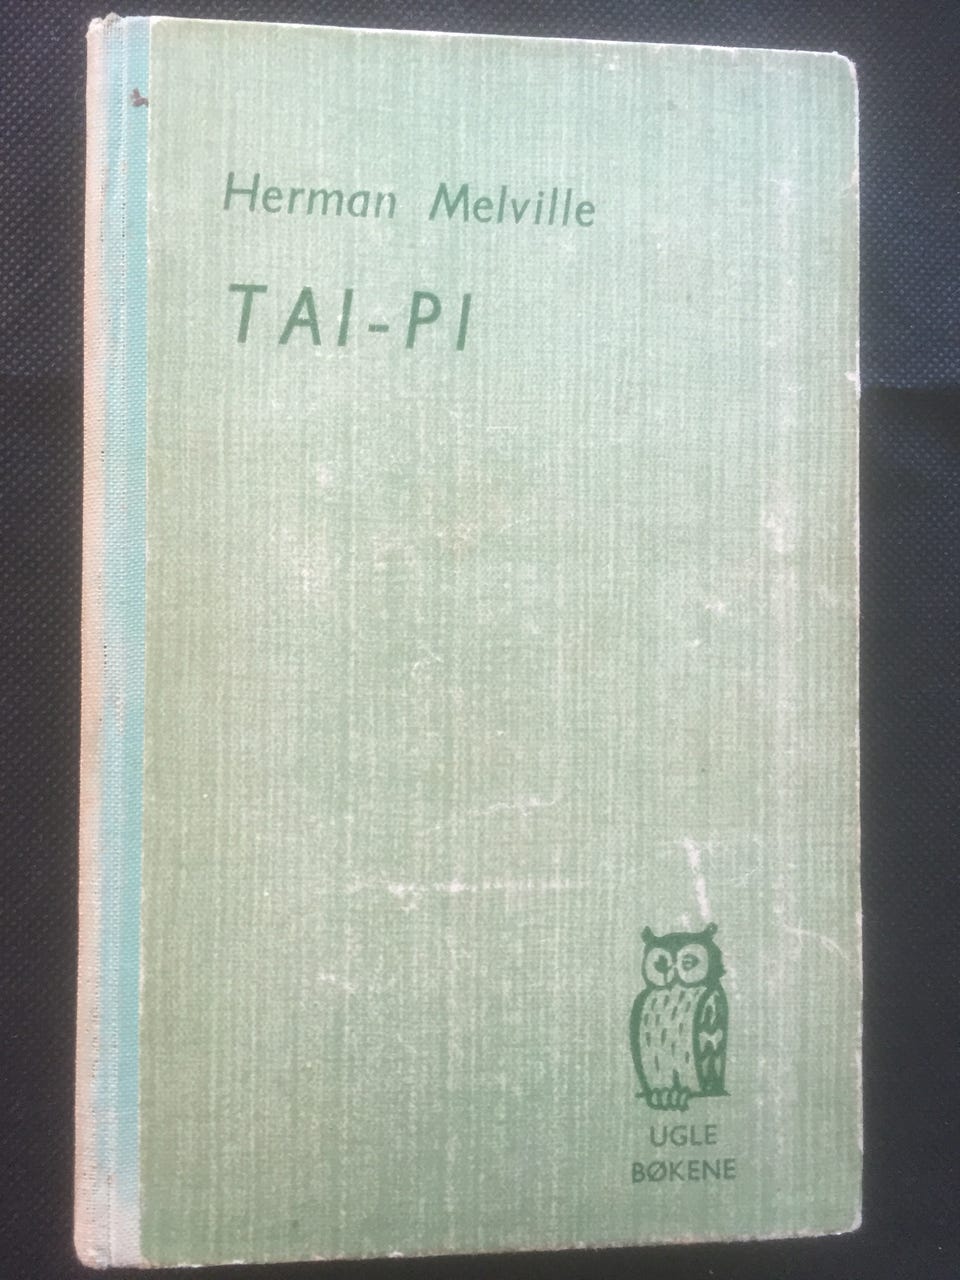 Herman Melville
TAI-PI
UGLE
BØKENE